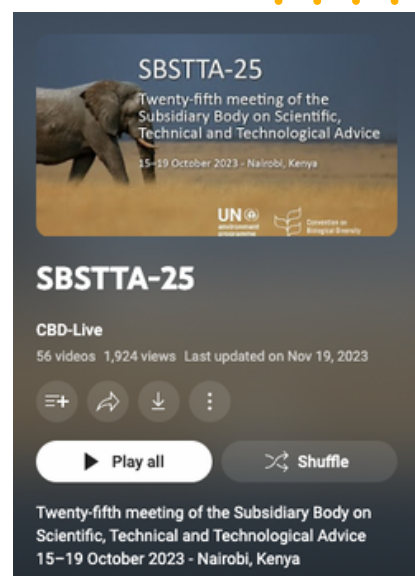 SBSTTA-25
Twenty-fifth meeting of the
Subsidiary Body on Scientific,
Technical and Technological Advice
15–19 October 2023 - Nairobi, Kenya
UN
environment
programme
Convention on
Biological Diversity
SBSTTA-25
CBD-Live
56 videos 1,924 views Last updated on Nov 19, 2023
Play all
Shuffle
Twenty-fifth meeting of the Subsidiary Body on
Scientific, Technical and Technological Advice
15–19 October 2023 - Nairobi, Kenya